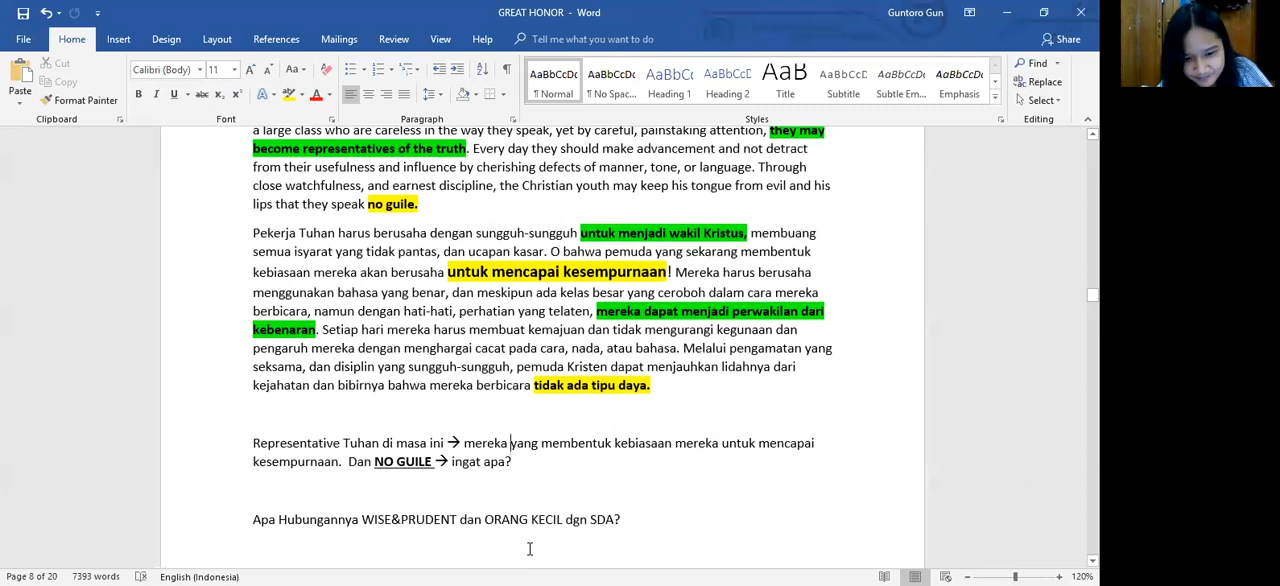 GREAT HONOR - Word
Guntoro Gun
File Home Insert Design Layout References Mailings Review View Help Tell me what you want to do Share
Paste
Cut
Copy
Format Painter
Calibri (Body) 11
Aa
B I U abc x₂ x² A A
AaBbCcDc AaBbCcDc AaBbCc AaBbCcD AaB AaBbCcD AaBbCcDc AaBbCcDc
¶ Normal ¶ No Spac... Heading 1 Heading 2 Title Subtitle Subtle Em... Emphasis
Find
Replace
Select
Clipboard Font Paragraph Styles Editing
a large class who are careless in the way they speak, yet by careful, painstaking attention, they may
become representatives of the truth. Every day they should make advancement and not detract
from their usefulness and influence by cherishing defects of manner, tone, or language. Through
close watchfulness, and earnest discipline, the Christian youth may keep his tongue from evil and his
lips that they speak no guile.
Pekerja Tuhan harus berusaha dengan sungguh-sungguh untuk menjadi wakil Kristus, membuang
semua isyarat yang tidak pantas, dan ucapan kasar. O bahwa pemuda yang sekarang membentuk
kebiasaan mereka akan berusaha untuk mencapai kesempurnaan! Mereka harus berusaha
menggunakan bahasa yang benar, dan meskipun ada kelas besar yang ceroboh dalam cara mereka
berbicara, namun dengan hati-hati, perhatian yang telaten, mereka dapat menjadi perwakilan dari
kebenaran. Setiap hari mereka harus membuat kemajuan dan tidak mengurangi kegunaan dan
pengaruh mereka dengan menghargai cacat pada cara, nada, atau bahasa. Melalui pengamatan yang
seksama, dan disiplin yang sungguh-sungguh, pemuda Kristen dapat menjauhkan lidahnya dari
kejahatan dan bibirnya bahwa mereka berbicara tidak ada tipu daya.
Representative Tuhan di masa ini → mereka yang membentuk kebiasaan mereka untuk mencapai
kesempurnaan. Dan NO GUILE → ingat apa?
Apa Hubungannya WISE&PRUDENT dan ORANG KECIL dgn SDA?
Page 8 of 20 7393 words English (Indonesia) 120%